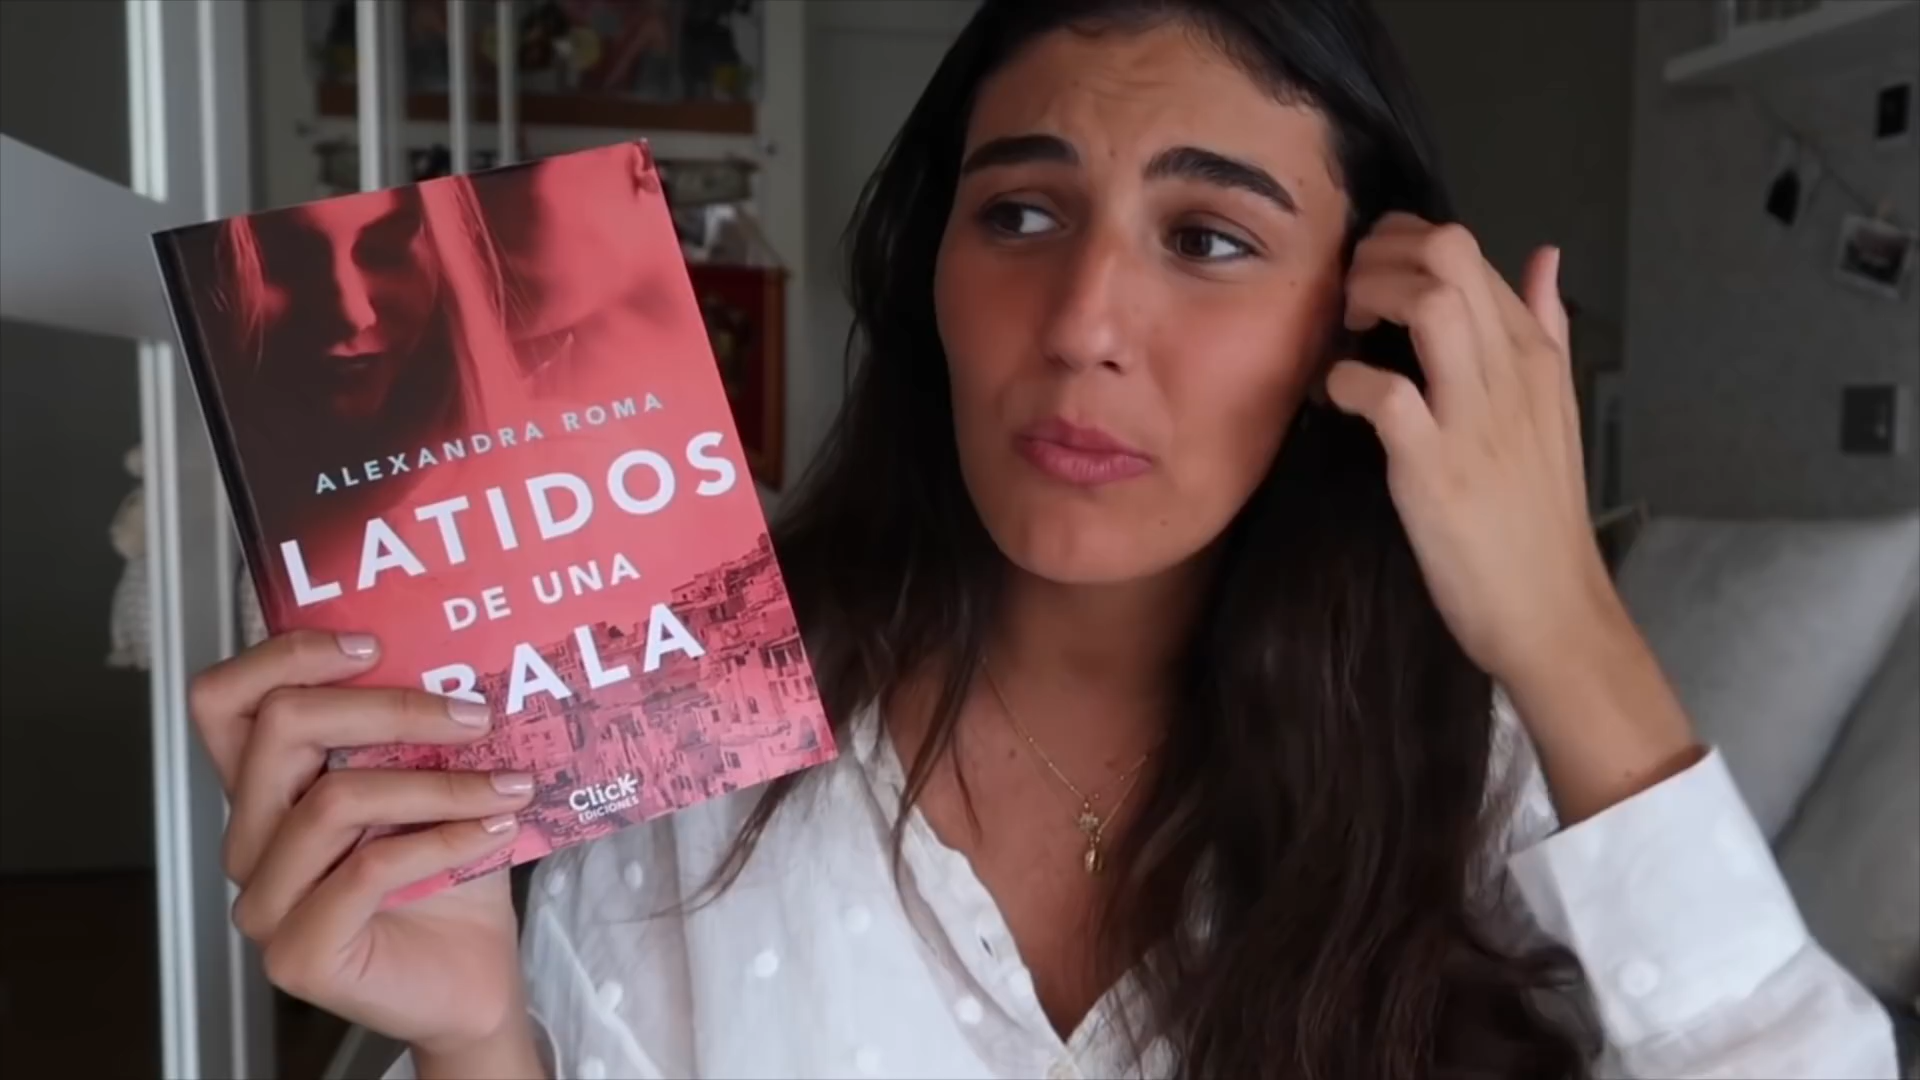 ALEXANDRA ROMA
LATIDOS
DE UNA
BALA
Click
EDICIONES